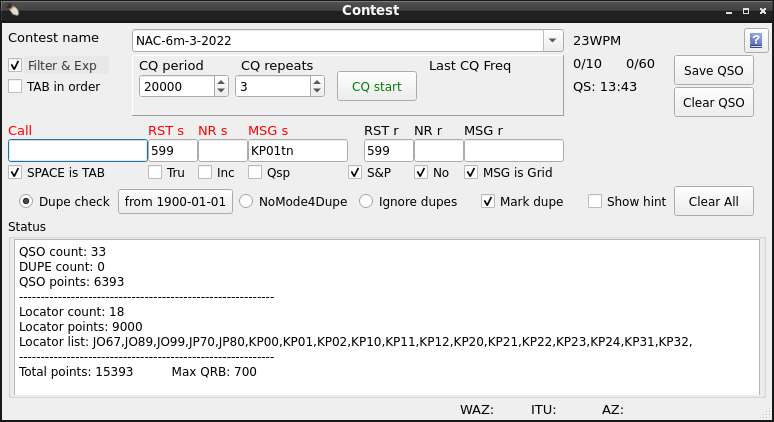 Contest
Contest name NAC-6m-3-2022 23WPM ?
Filter & Exp CQ period CQ repeats Last CQ Freq 0/10 0/60 Save QSO
TAB in order 20000 3 CQ start QS: 13:43 Clear QSO
Call RST s NR s MSG s RST r NR r MSG r
599 KP01tn 599
SPACE is TAB Tru Inc Qsp S&P No MSG is Grid
Dupe check from 1900-01-01 NoMode4Dupe Ignore dupes Mark dupe Show hint Clear All
Status
QSO count: 33
DUPE count: 0
QSO points: 6393
-----------------------------------------------------------
Locator count: 18
Locator points: 9000
Locator list: JO67,JO89,JO99,JP70,JP80,KP00,KP01,KP02,KP10,KP11,KP12,KP20,KP21,KP22,KP23,KP24,KP31,KP32,
-----------------------------------------------------------
Total points: 15393 Max QRB: 700
WAZ: ITU: AZ: